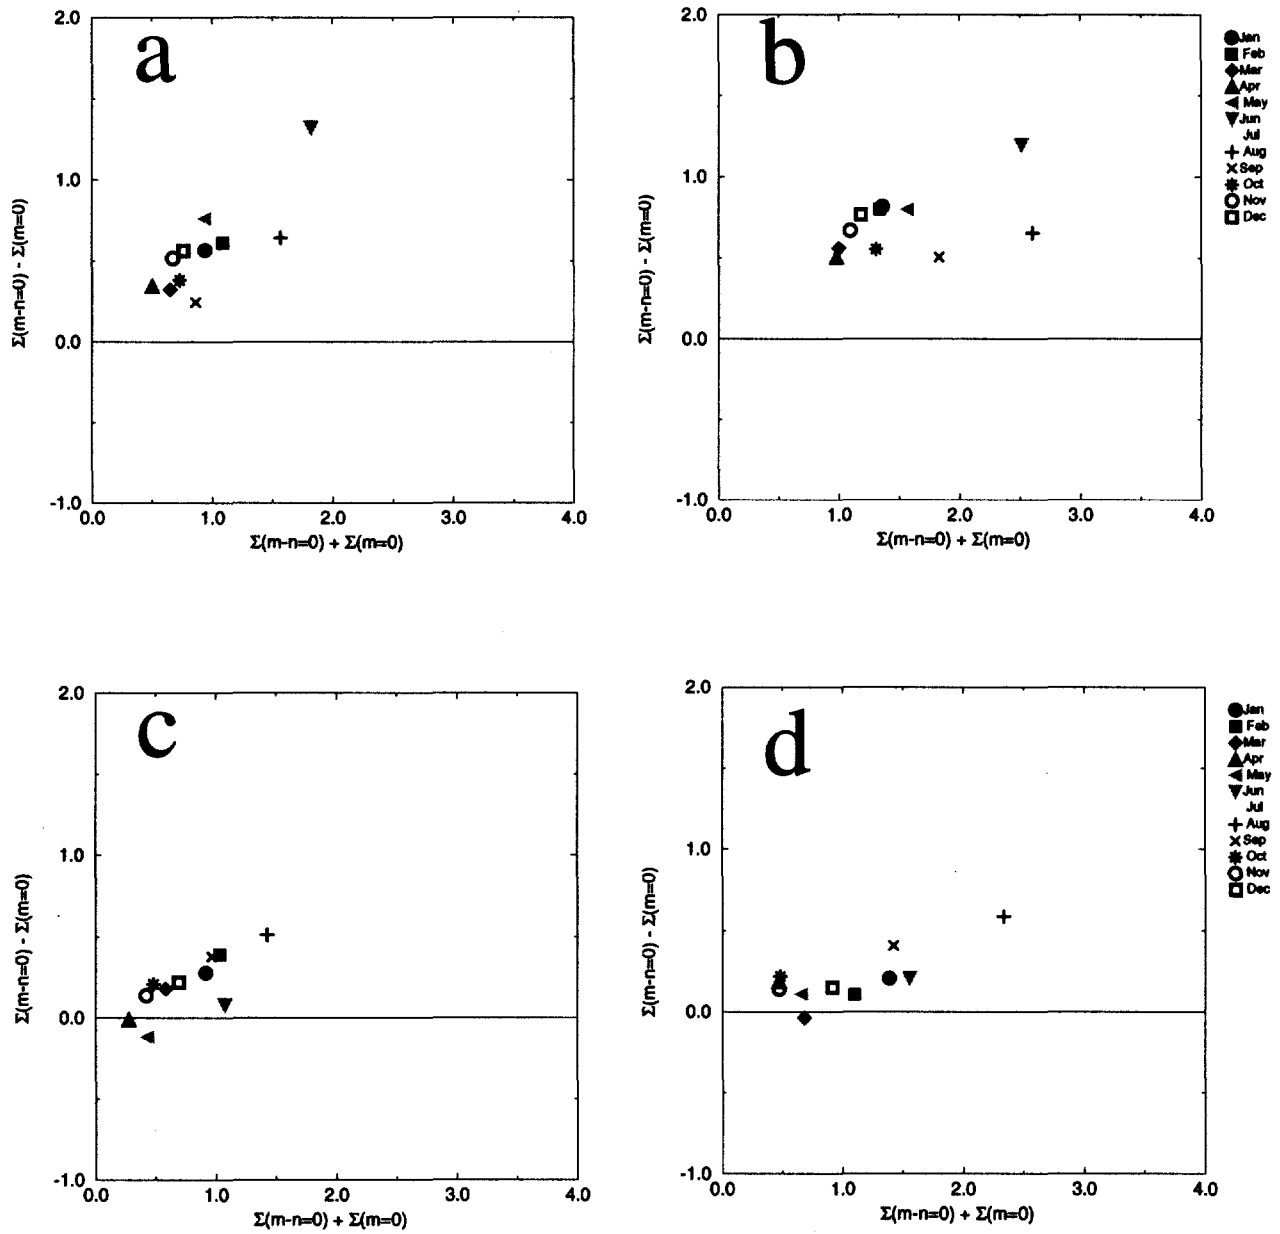 a
2.0
1.0
0.0
-1.0
0.0 1.0 2.0 3.0 4.0
Σ(m-n=0) + Σ(m=0)
Σ(m-n=0) - Σ(m=0)
b
2.0
1.0
0.0
-1.0
0.0 1.0 2.0 3.0 4.0
Σ(m-n=0) + Σ(m=0)
Σ(m-n=0) - Σ(m=0)
Jan
Feb
Mar
Apr
May
Jun
Jul
Aug
Sep
Oct
Nov
Dec
c
2.0
1.0
0.0
-1.0
0.0 1.0 2.0 3.0 4.0
Σ(m-n=0) + Σ(m=0)
Σ(m-n=0) - Σ(m=0)
d
2.0
1.0
0.0
-1.0
0.0 1.0 2.0 3.0 4.0
Σ(m-n=0) + Σ(m=0)
Σ(m-n=0) - Σ(m=0)
Jan
Feb
Mar
Apr
May
Jun
Jul
Aug
Sep
Oct
Nov
Dec